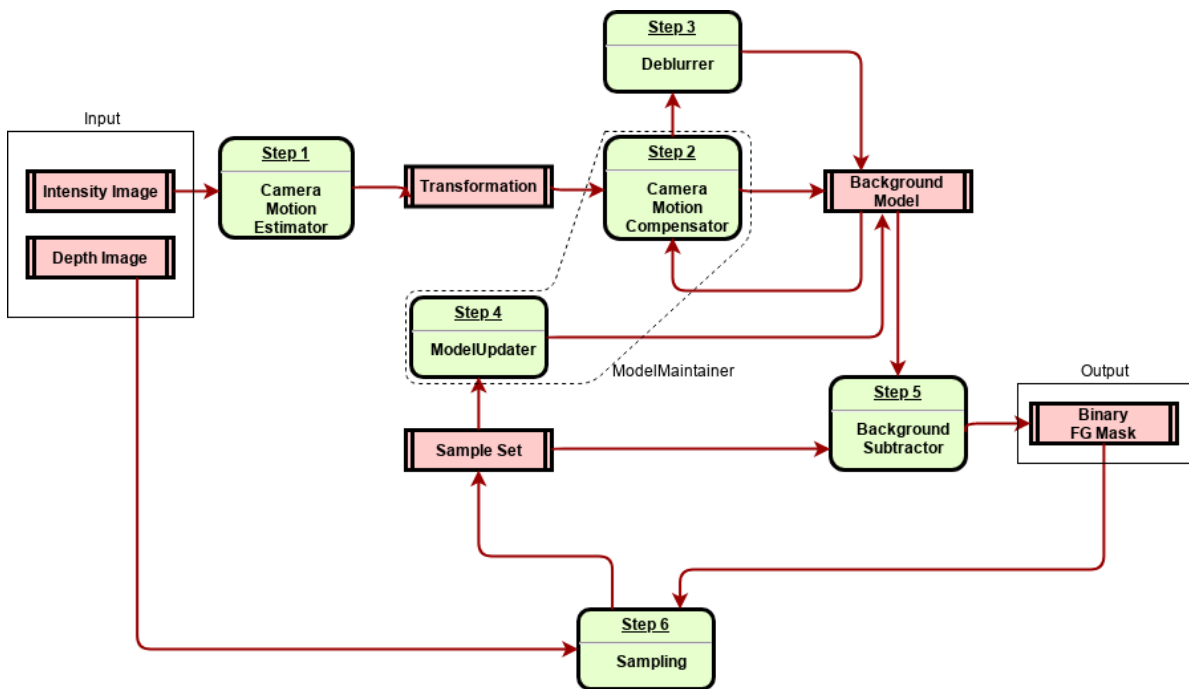 Input
Intensity Image
Depth Image
Step 1
Camera
Motion
Estimator
Transformation
Step 3
Deblurrer
Step 2
Camera
Motion
Compensator
Background
Model
Step 4
ModelUpdater
ModelMaintainer
Sample Set
Step 5
Background
Subtractor
Output
Binary
FG Mask
Step 6
Sampling